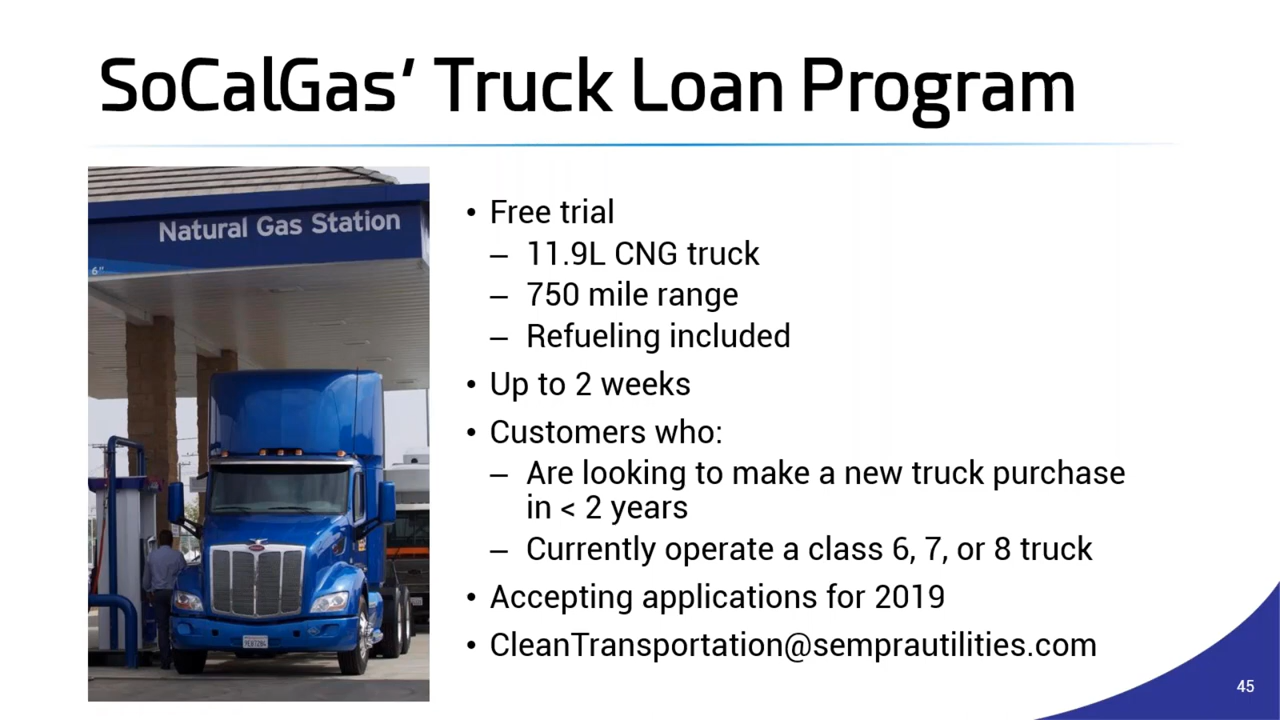 SoCalGas’ Truck Loan Program
Natural Gas Station
6"
• Free trial
– 11.9L CNG truck
– 750 mile range
– Refueling included
• Up to 2 weeks
• Customers who:
– Are looking to make a new truck purchase
in < 2 years
– Currently operate a class 6, 7, or 8 truck
• Accepting applications for 2019
• CleanTransportation@semprautilities.com
45